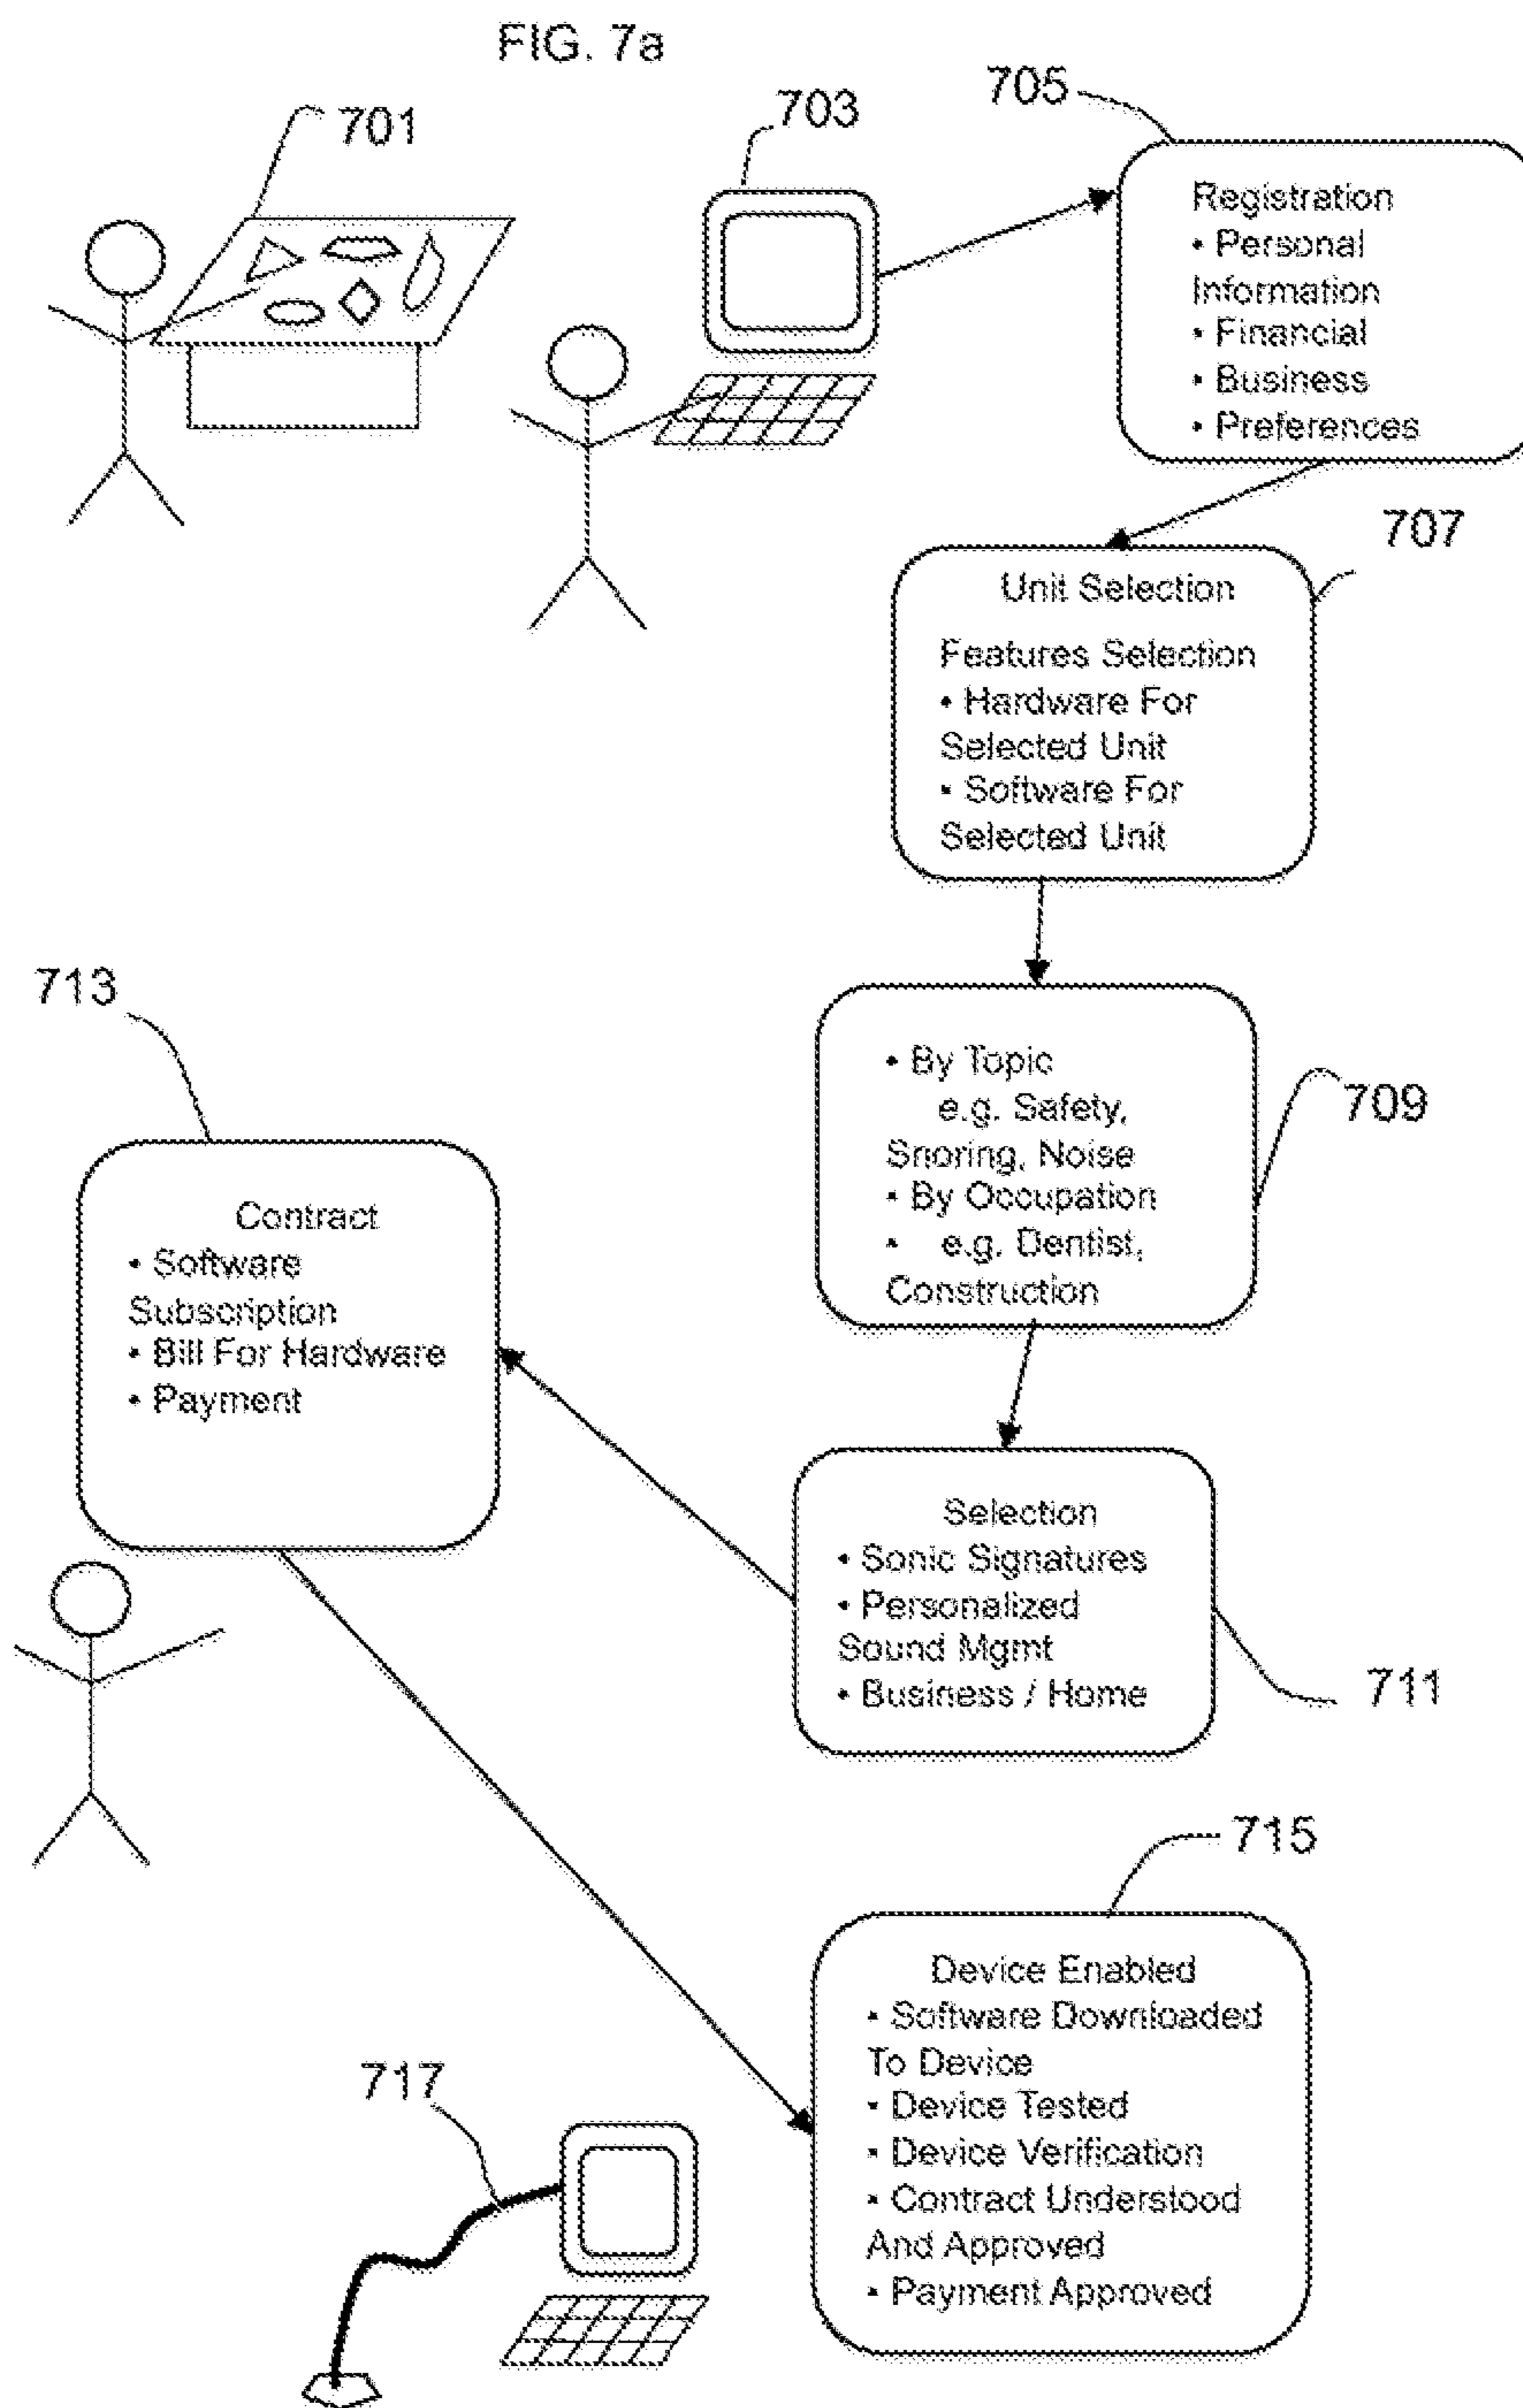 FIG. 7a
701
703
705
Registration
• Personal
Information
• Financial
• Business
• Preferences
707
Unit Selection
Features Selection
• Hardware For
Selected Unit
• Software For
Selected Unit
709
• By Topic
e.g. Safety,
Snoring, Noise
• By Occupation
• e.g. Dentist,
Construction
711
Selection
• Sonic Signatures
• Personalized
Sound Mgmt
• Business / Home
713
Contract
• Software
Subscription
• Bill For Hardware
• Payment
715
Device Enabled
• Software Downloaded
To Device
• Device Tested
• Device Verification
• Contract Understood
And Approved
• Payment Approved
717